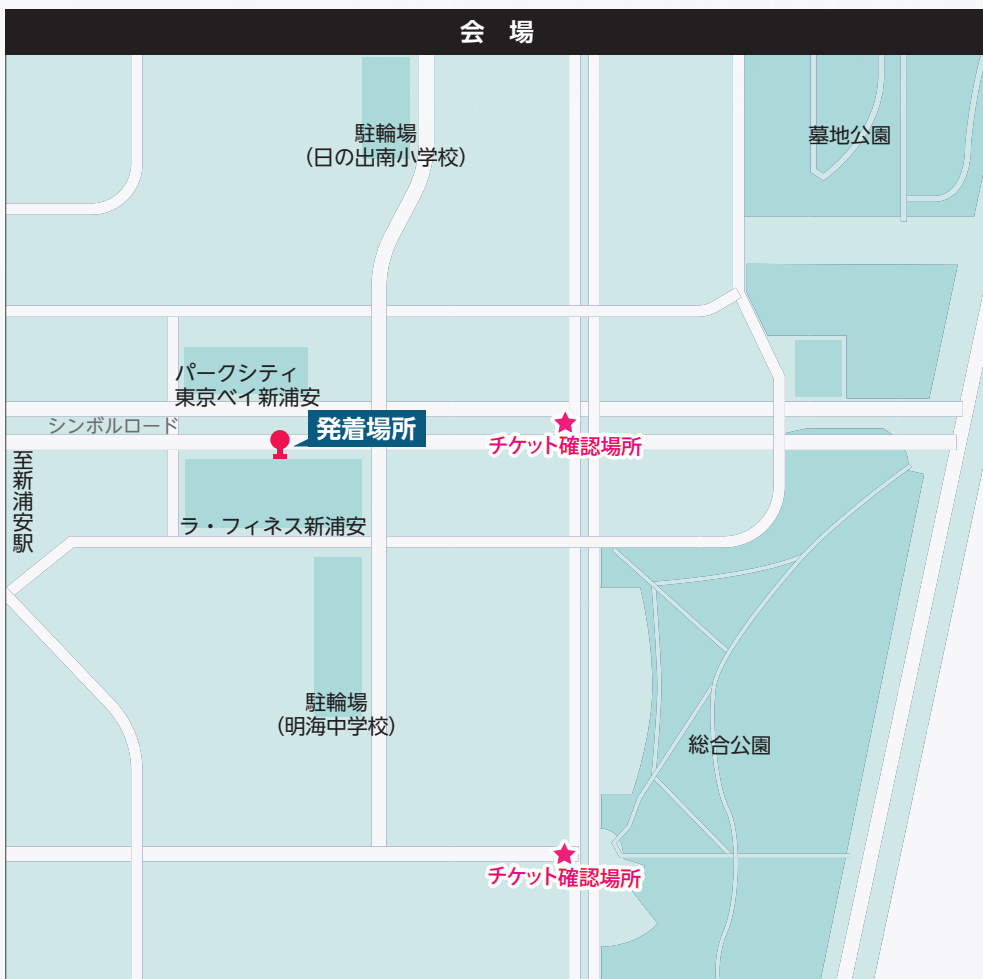 会 場
駐輪場
(日の出南小学校)
墓地公園
パークシティ
東京ベイ新浦安
シンボルロード
発着場所
チケット確認場所
至新浦安駅
ラ・フィネス新浦安
駐輪場
(明海中学校)
総合公園
チケット確認場所